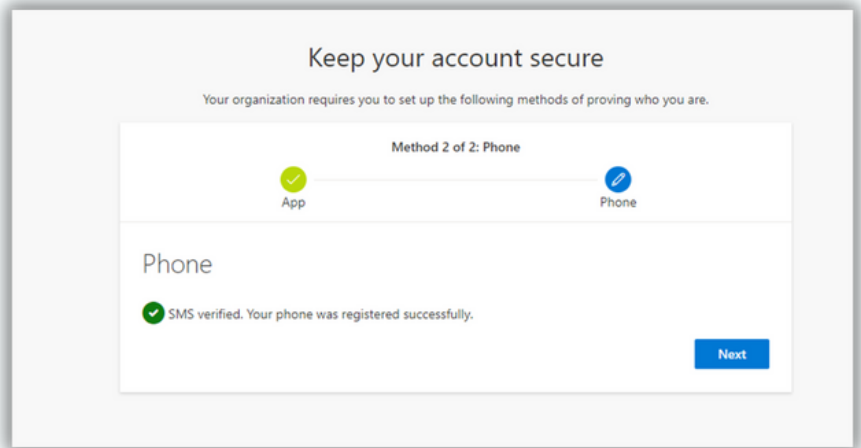 Keep your account secure
Your organization requires you to set up the following methods of proving who you are.
Method 2 of 2: Phone
App
Phone
Phone
SMS verified. Your phone was registered successfully.
Next